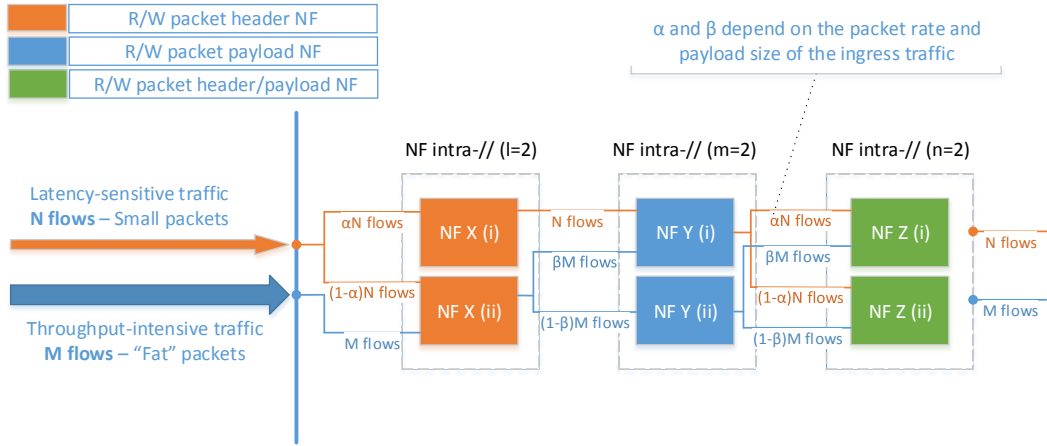 R/W packet header NF
R/W packet payload NF
R/W packet header/payload NF
α and β depend on the packet rate and
payload size of the ingress traffic
NF intra-// (l=2)
NF intra-// (m=2)
NF intra-// (n=2)
Latency-sensitive traffic
N flows – Small packets
αN flows
NF X (i)
N flows
NF Y (i)
αN flows
NF Z (i)
N flows
βM flows
βM flows
(1-α)N flows
NF X (ii)
NF Y (ii)
(1-α)N flows
NF Z (ii)
M flows
Throughput-intensive traffic
M flows – “Fat” packets
M flows
(1-β)M flows
(1-β)M flows